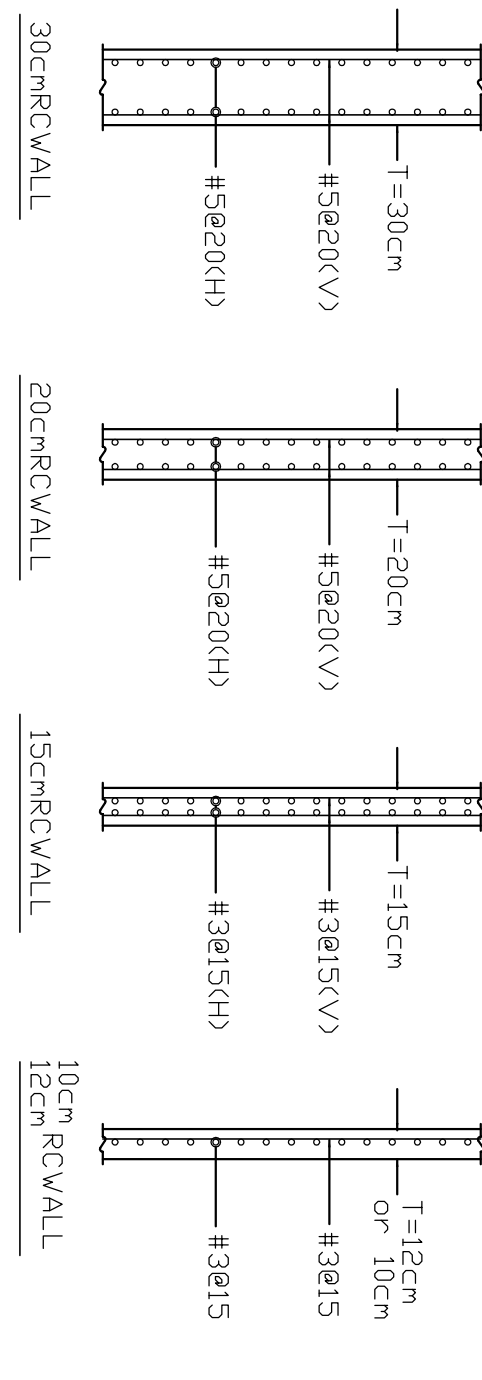 T=30cm
#5@20(V)
#5@20(H)
30cmRCWALL
T=20cm
#5@20(V)
#5@20(H)
20cmRCWALL
T=15cm
#3@15(V)
#3@15(H)
15cmRCWALL
T=12cm
or 10cm
#3@15
#3@15
10cm
12cm RCWALL